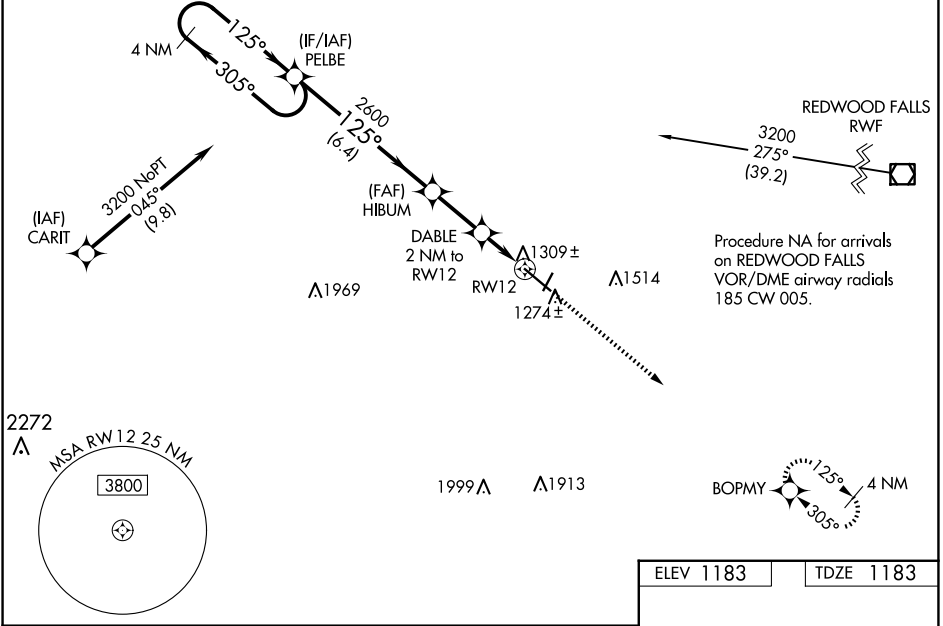 125°
4 NM
305°
(IF/IAF)
PELBE
2600
125°
(6.4)
REDWOOD FALLS
RWF
3200
275°
(39.2)
3200 NoPT
045°
(9.8)
(IAF)
CARIT
(FAF)
HIBUM
DABLE
2 NM to
RW12
RW12
1309±
1274±
1514
1969
Procedure NA for arrivals
on REDWOOD FALLS
VOR/DME airway radials
185 CW 005.
2272
MSA RW12 25 NM
3800
1999
1913
BOPMY
125°
4 NM
305°
ELEV 1183
TDZE 1183